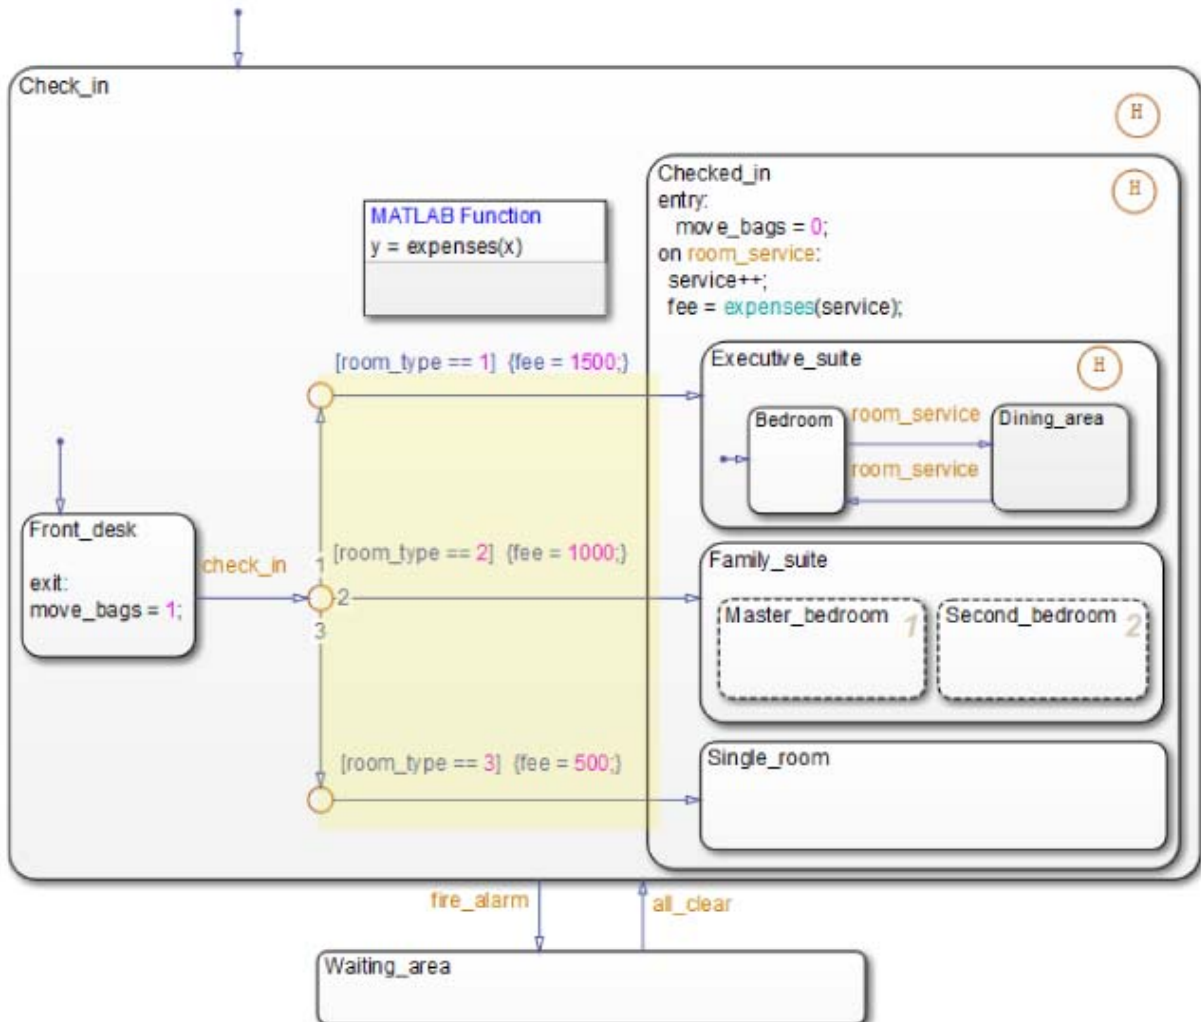 Check_in
H
Checked_in
H
entry:
move_bags = 0;
on room_service:
service++;
fee = expenses(service);
MATLAB Function
y = expenses(x)
[room_type == 1] {fee = 1500;}
Executive_suite
H
Bedroom
room_service
Dining_area
room_service
Front_desk
exit:
move_bags = 1;
check_in
1
2
3
[room_type == 2] {fee = 1000;}
Family_suite
Master_bedroom 1
Second_bedroom 2
[room_type == 3] {fee = 500;}
Single_room
fire_alarm
all_clear
Waiting_area